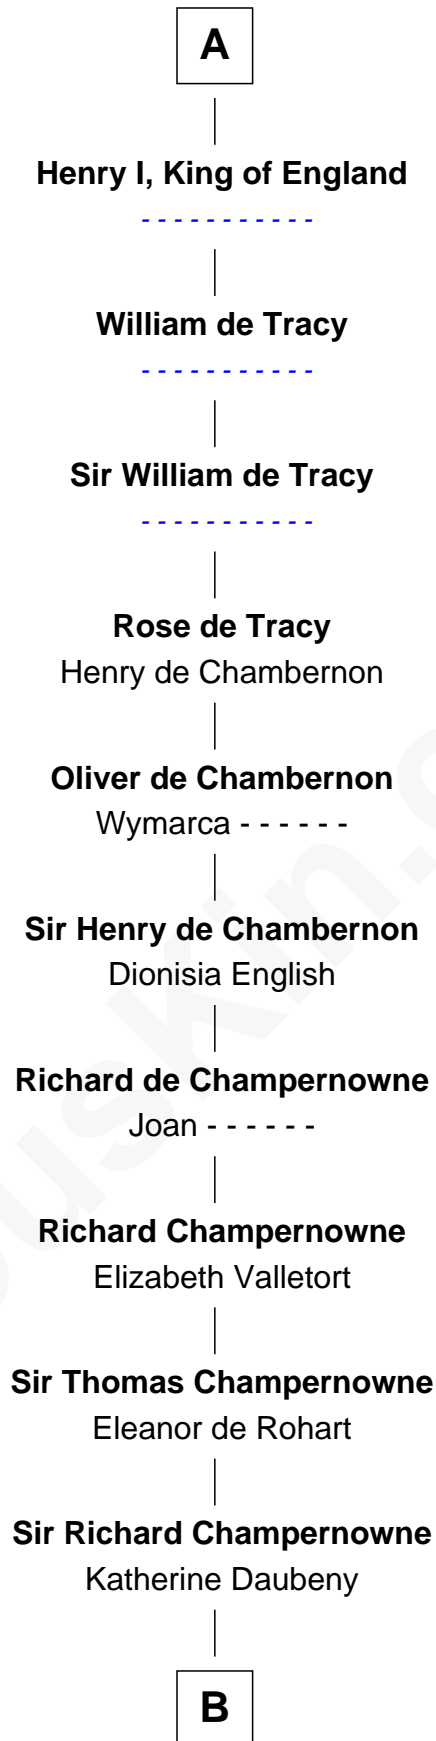 A
Henry I, King of England
- - - - - - - - - - -
William de Tracy
- - - - - - - - - - -
Sir William de Tracy
- - - - - - - - - - -
Rose de Tracy
Henry de Chambernon
Oliver de Chambernon
Wymarca - - - - - -
Sir Henry de Chambernon
Dionisia English
Richard de Champernowne
Joan - - - - - -
Richard Champernowne
Elizabeth Valletort
Sir Thomas Champernowne
Eleanor de Rohart
Sir Richard Champernowne
Katherine Daubeny
B